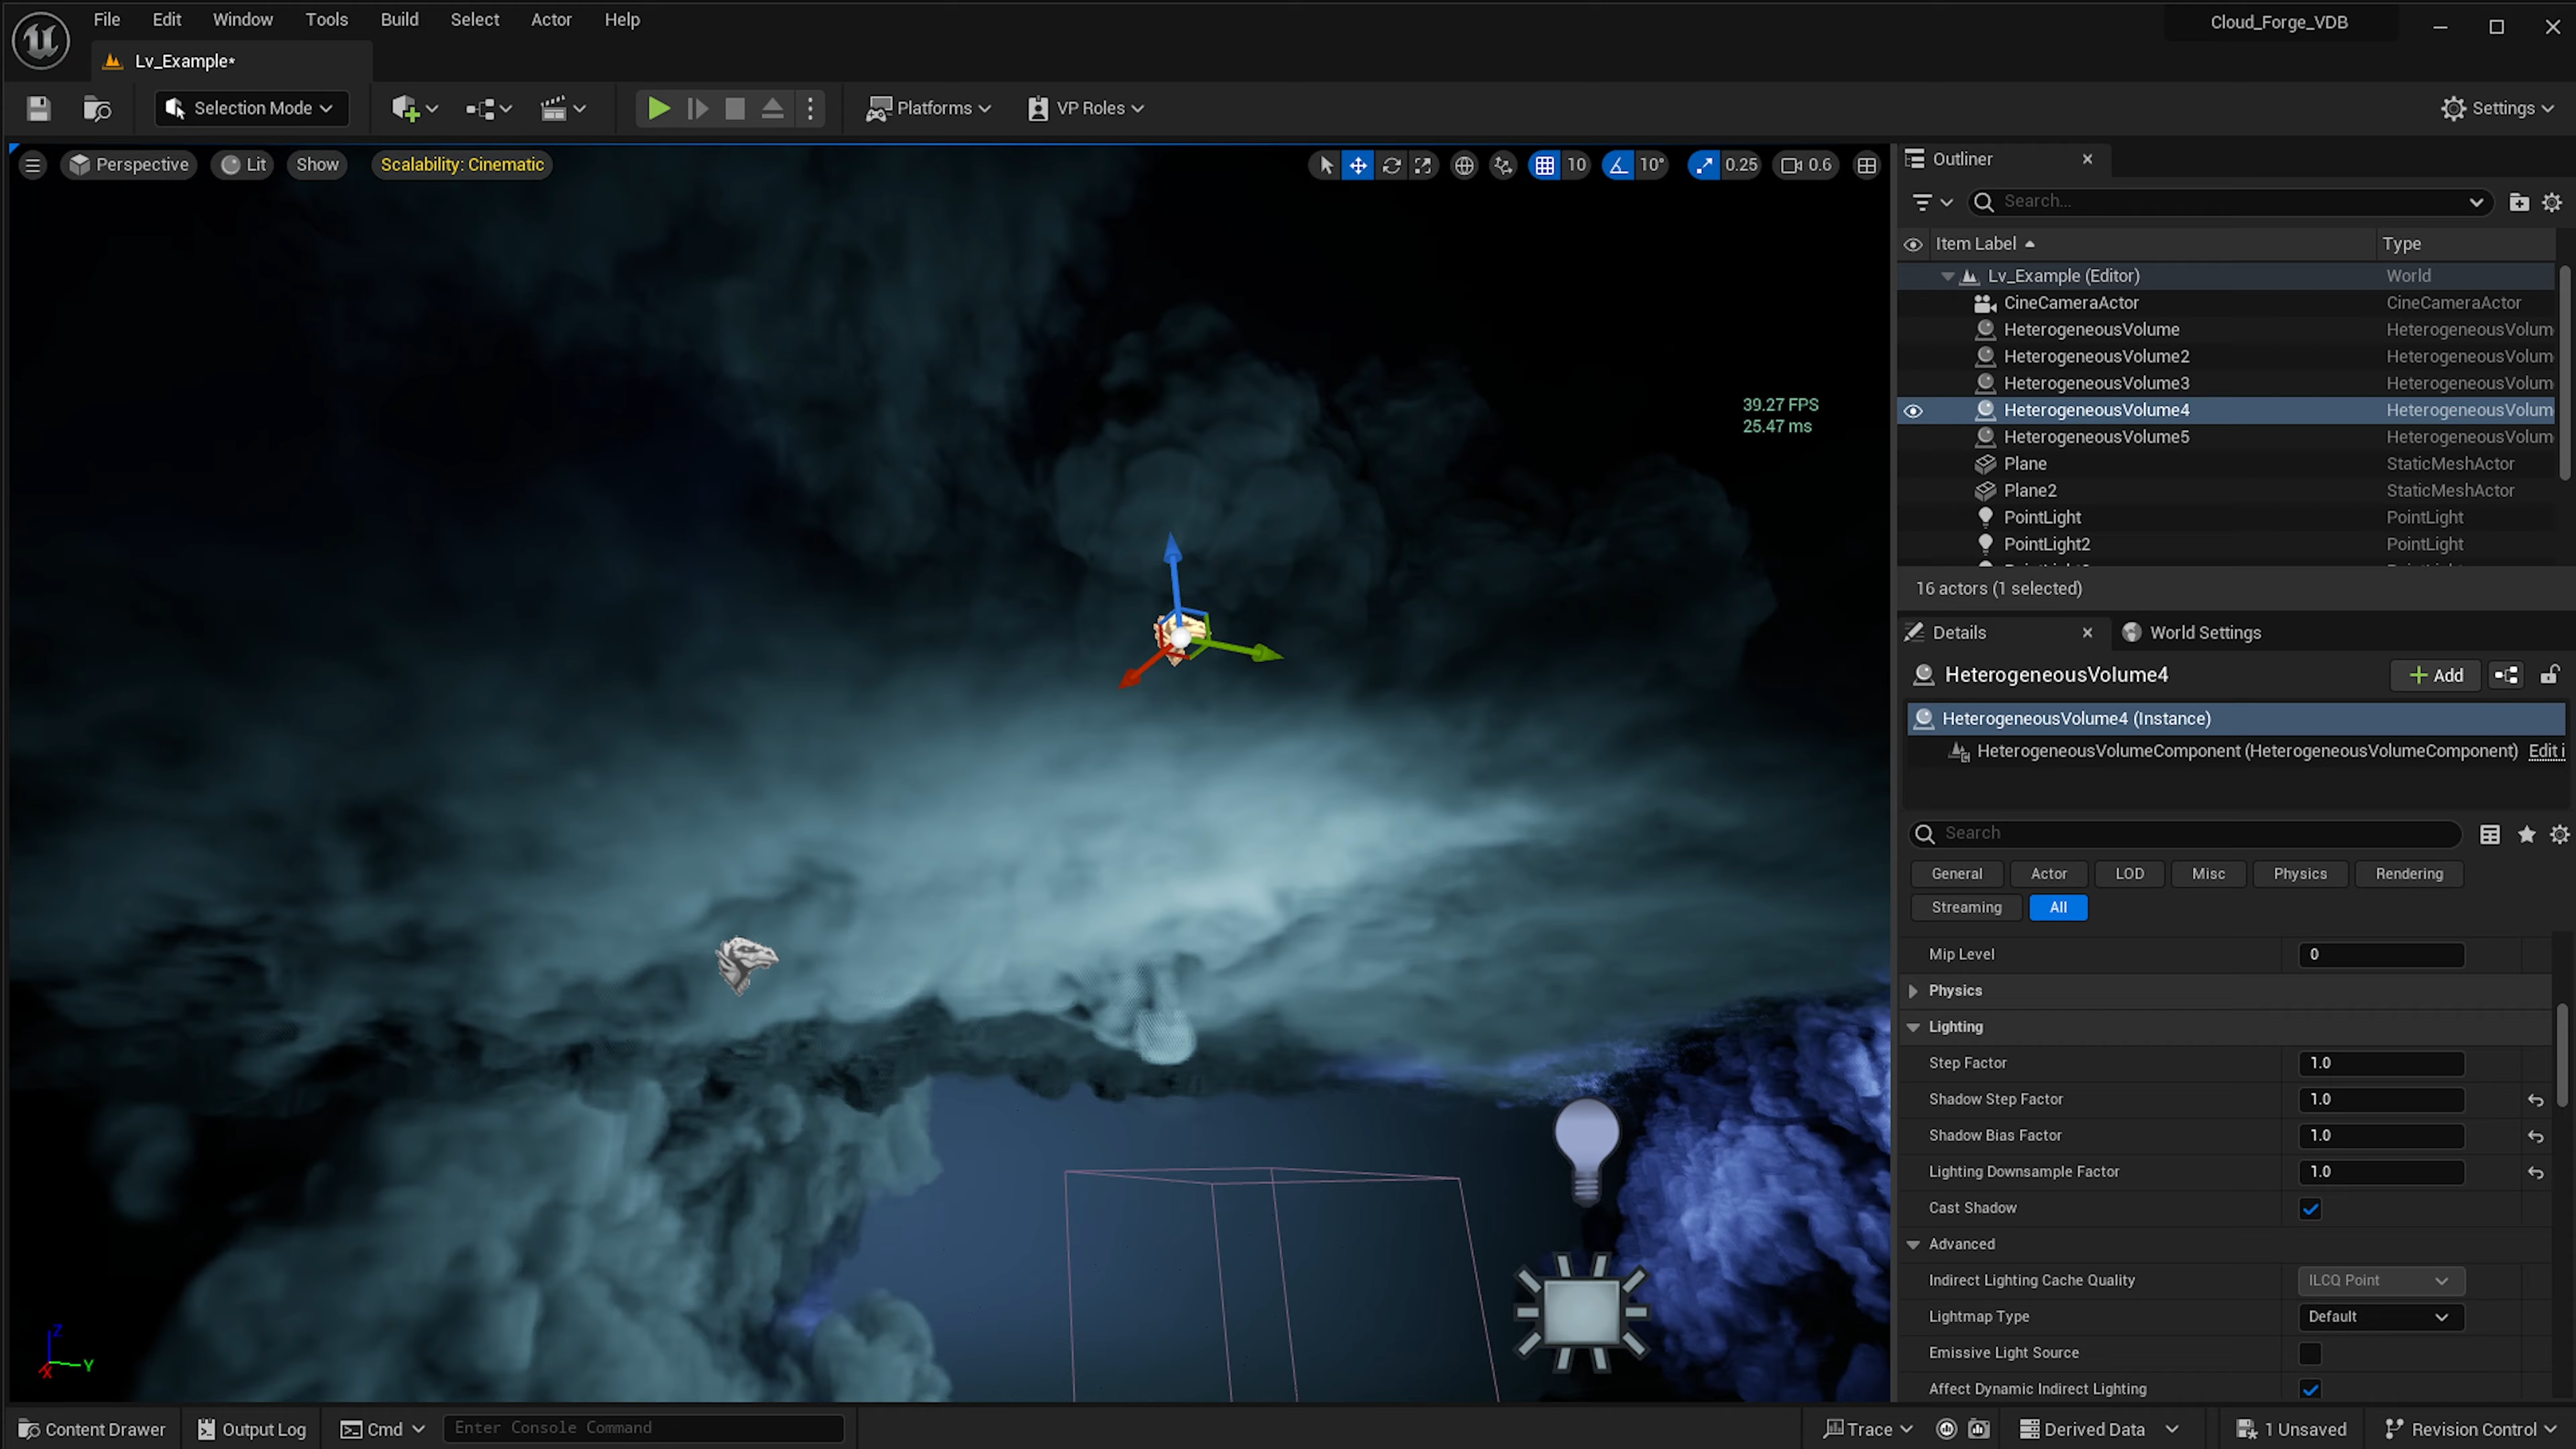 File Edit Window Tools Build Select Actor Help
Cloud_Forge_VDB
Lv_Example*
Selection Mode
Platforms
VP Roles
Settings
Perspective Lit Show Scalability: Cinematic
10 10° 0.25 0.6
39.27 FPS
25.47 ms
Outliner
Search...
Item Label Type
Lv_Example (Editor) World
CineCameraActor CineCameraActor
HeterogeneousVolume HeterogeneousVolum
HeterogeneousVolume2 HeterogeneousVolum
HeterogeneousVolume3 HeterogeneousVolum
HeterogeneousVolume4 HeterogeneousVolum
HeterogeneousVolume5 HeterogeneousVolum
Plane StaticMeshActor
Plane2 StaticMeshActor
PointLight PointLight
PointLight2 PointLight
16 actors (1 selected)
Details World Settings
HeterogeneousVolume4 Add
HeterogeneousVolume4 (Instance)
HeterogeneousVolumeComponent (HeterogeneousVolumeComponent) Edit i
Search
General Actor LOD Misc Physics Rendering
Streaming All
Mip Level 0
Physics
Lighting
Step Factor 1.0
Shadow Step Factor 1.0
Shadow Bias Factor 1.0
Lighting Downsample Factor 1.0
Cast Shadow
Advanced
Indirect Lighting Cache Quality ILCQ Point
Lightmap Type Default
Emissive Light Source
Affect Dynamic Indirect Lighting
Z
X Y
Content Drawer Output Log Cmd Enter Console Command
Trace Derived Data 1 Unsaved Revision Control